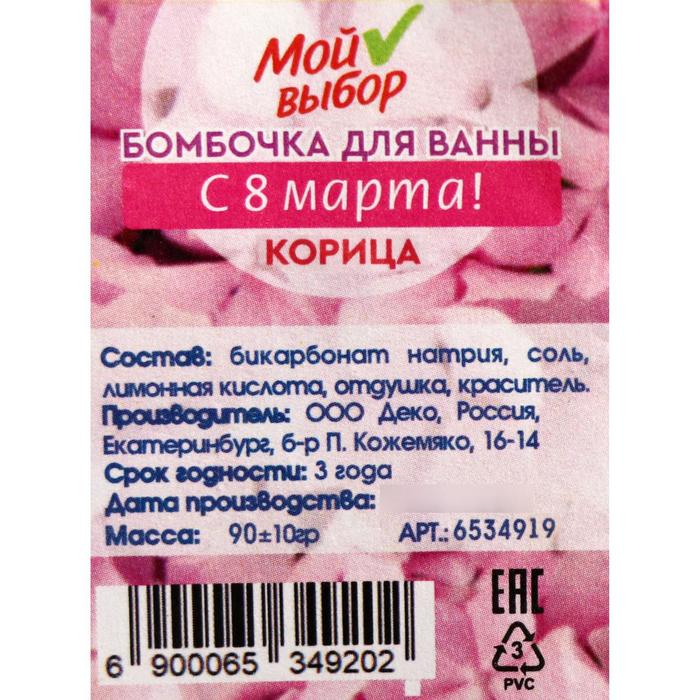 Мой
выбор
БОМБОЧКА ДЛЯ ВАННЫ
С 8 марта!
КОРИЦА
Состав: бикарбонат натрия, соль,
лимонная кислота, отдушка, краситель.
Производитель: ООО Деко, Россия,
Екатеринбург, б-р П. Кожемяко, 16-14
Срок годности: 3 года
Дата производства:
Масса: 90±10гр АРТ.: 6534919
EAC
6 900065 349202
3
PVC